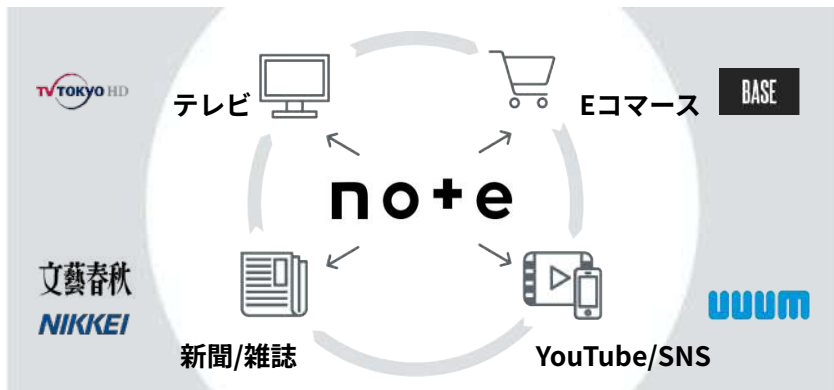 TV TOKYO HD
テレビ
Eコマース
BASE
note
文藝春秋
NIKKEI
新聞/雑誌
YouTube/SNS
UUUM